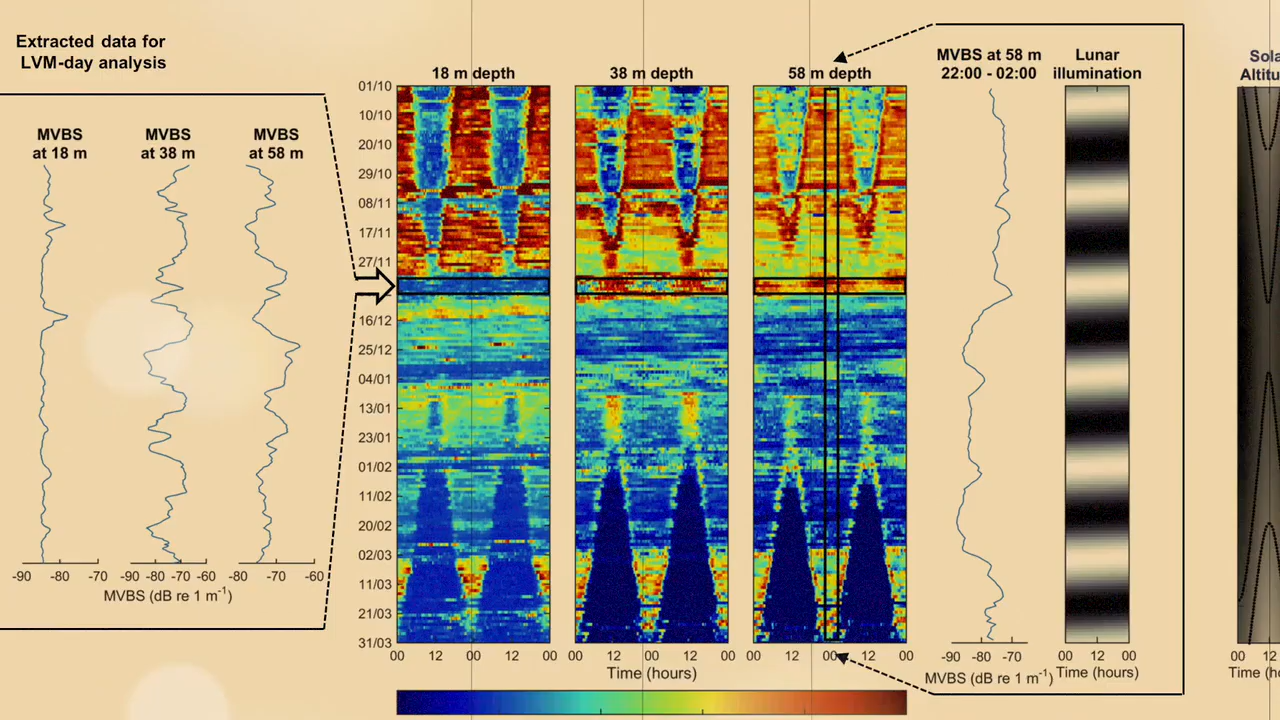 Extracted data for
LVM-day analysis
MVBS
at 18 m
MVBS
at 38 m
MVBS
at 58 m
-90 -80 -70 -90 -80 -70 -60 -80 -70 -60
MVBS (dB re 1 m⁻¹)
18 m depth
38 m depth
58 m depth
01/10
10/10
20/10
29/10
08/11
17/11
27/11
16/12
25/12
04/01
13/01
23/01
01/02
11/02
20/02
02/03
11/03
21/03
31/03
00 12 00 12 00
00 12 00 12 00
00 12 00 12 00
Time (hours)
MVBS at 58 m
22:00 - 02:00
-90 -80 -70
MVBS (dB re 1 m⁻¹)
Lunar
illumination
00 12 00
Time (hours)
00 12